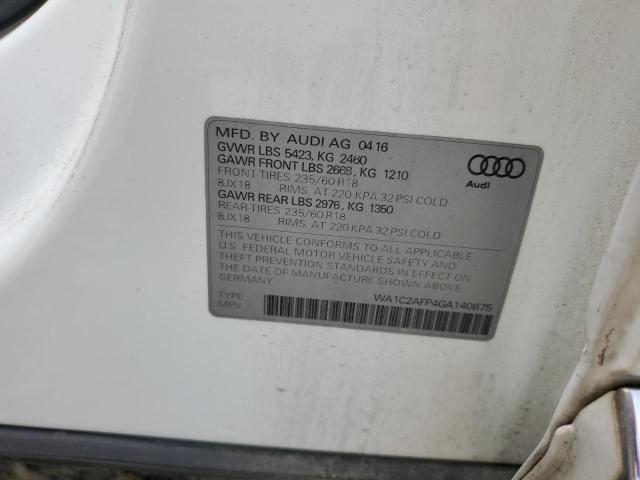 MFD. BY AUDI AG 04 16
GVWR LBS 5423, KG 2460
GAWR FRONT LBS 2668, KG 1210
FRONT-TIRES 235/60 R18
8JX18 RIMS, AT 220 KPA 32 PSI COLD
GAWR REAR LBS 2976, KG 1350
REAR-TIRES 235/60 R18
8JX18 RIMS, AT 220 KPA 32 PSI COLD
THIS VEHICLE CONFORMS TO ALL APPLICABLE
U.S. FEDERAL MOTOR VEHICLE SAFETY AND
THEFT PREVENTION STANDARDS IN EFFECT ON
THE DATE OF MANUFACTURE SHOWN ABOVE.
GERMANY
TYPE
MPV
WA1C2AFP4GA140875
Audi